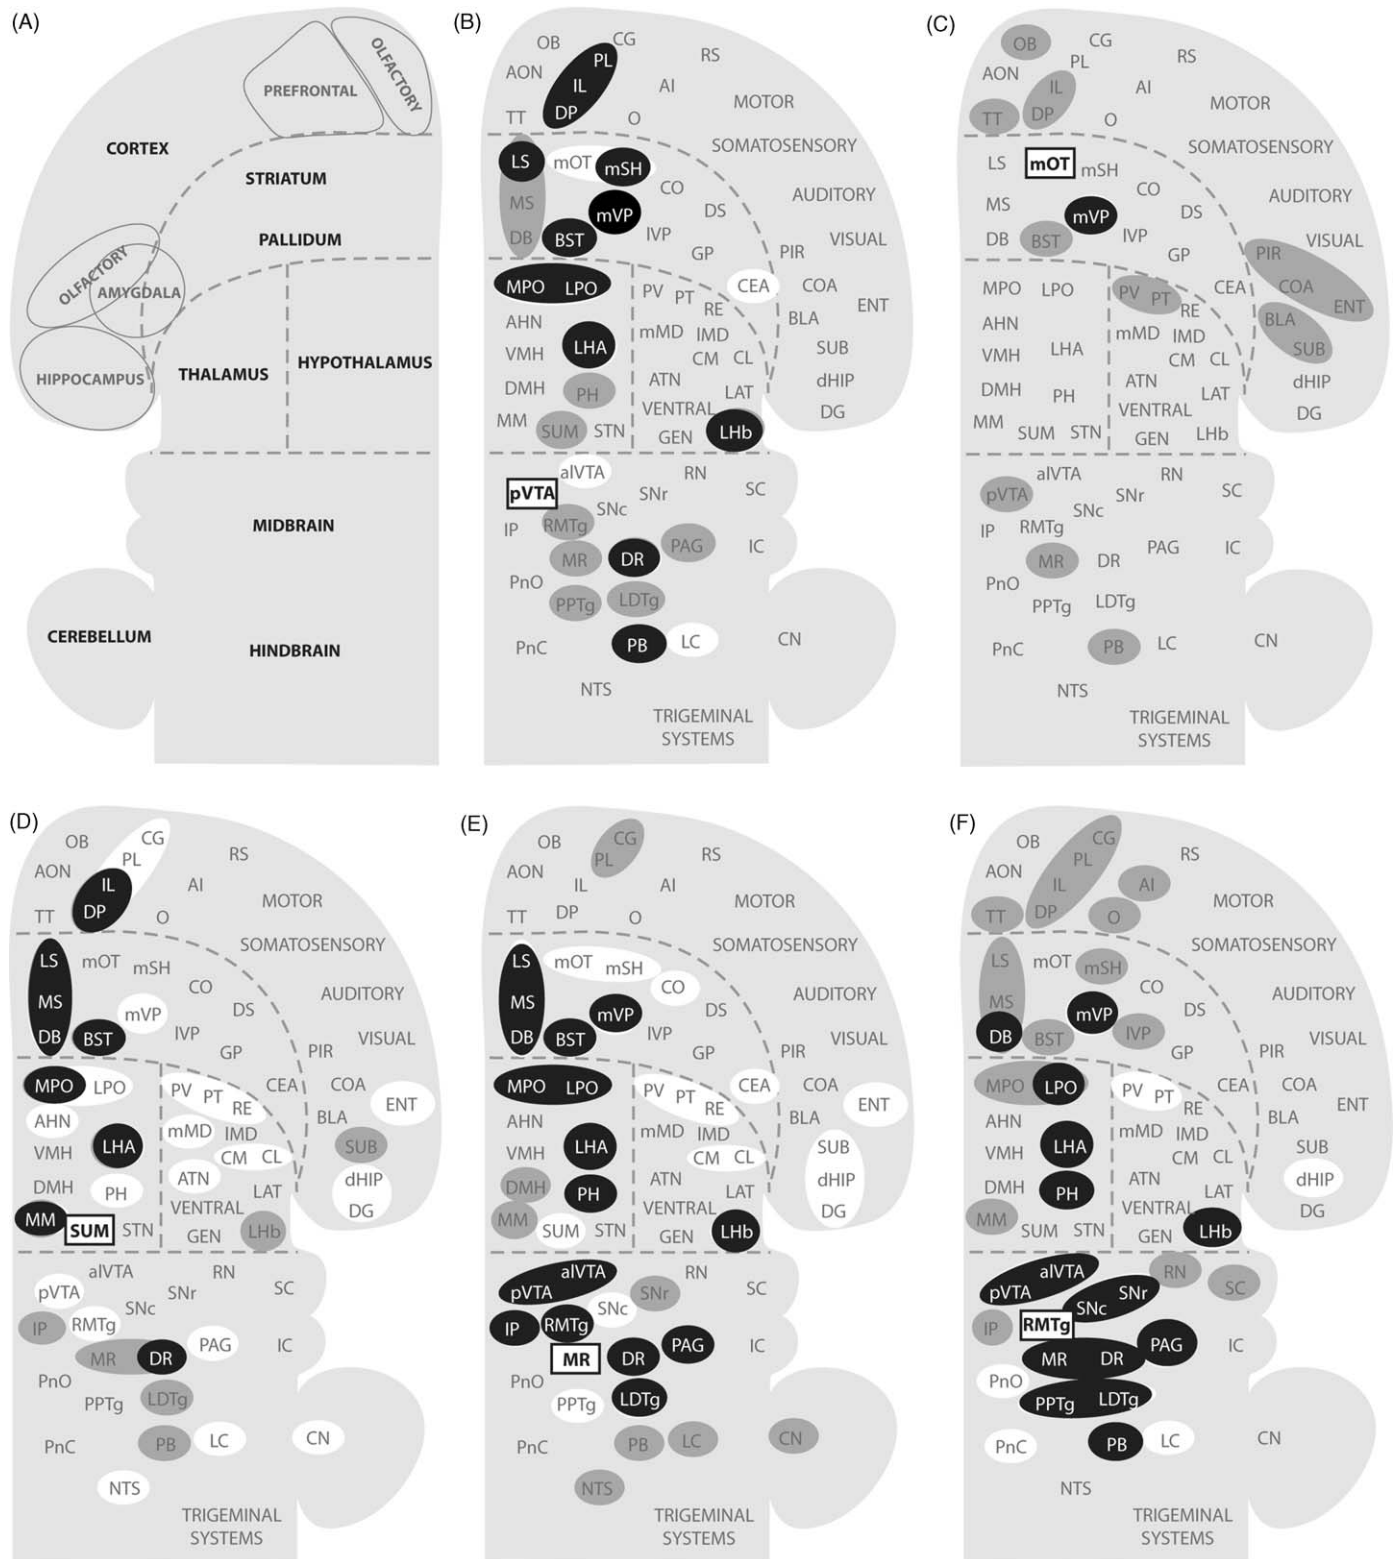 (A)
OLFACTORY
PREFRONTAL
CORTEX
STRIATUM
PALLIDUM
OLFACTORY
AMYGDALA
HIPPOCAMPUS
THALAMUS
HYPOTHALAMUS
MIDBRAIN
CEREBELLUM
HINDBRAIN
(B)
OB CG
PL RS
AON IL AI
DP MOTOR
TT O
SOMATOSENSORY
LS mOT mSH
CO AUDITORY
MS mVP DS
DB BST IVP VISUAL
GP PIR
MPO LPO PV PT CEA COA
RE ENT
AHN mMD IMD BLA
VMH LHA CM CL SUB
DMH PH ATN LAT dHIP
MM SUM STN VENTRAL DG
GEN LHb
alVTA RN
pVTA SNr SC
SNc
IP RMTg
MR DR PAG IC
PnO
PPTg LDTg
PnC PB LC CN
NTS
TRIGEMINAL
SYSTEMS
(C)
OB CG
PL RS
AON IL AI
DP MOTOR
TT O
SOMATOSENSORY
LS mOT mSH
CO AUDITORY
MS mVP DS
DB BST IVP VISUAL
GP PIR
MPO LPO PV PT CEA COA
RE ENT
AHN mMD IMD BLA
VMH LHA CM CL SUB
DMH PH ATN LAT dHIP
MM SUM STN VENTRAL DG
GEN LHb
alVTA RN
pVTA SNr SC
SNc
IP RMTg
MR DR PAG IC
PnO
PPTg LDTg
PnC PB LC CN
NTS
TRIGEMINAL
SYSTEMS
(D)
OB CG
PL RS
AON IL AI
DP MOTOR
TT O
SOMATOSENSORY
LS mOT mSH
CO AUDITORY
MS mVP DS
DB BST IVP VISUAL
GP PIR
MPO LPO PV PT CEA COA
RE ENT
AHN mMD IMD BLA
VMH LHA CM CL SUB
DMH PH ATN LAT dHIP
MM SUM STN VENTRAL DG
GEN LHb
alVTA RN
pVTA SNr SC
SNc
IP RMTg
MR DR PAG IC
PnO
PPTg LDTg
PnC PB LC CN
NTS
TRIGEMINAL
SYSTEMS
(E)
OB CG
PL RS
AON IL AI
DP MOTOR
TT O
SOMATOSENSORY
LS mOT mSH
CO AUDITORY
MS mVP DS
DB BST IVP VISUAL
GP PIR
MPO LPO PV PT CEA COA
RE ENT
AHN mMD IMD BLA
VMH LHA CM CL SUB
DMH PH ATN LAT dHIP
MM SUM STN VENTRAL DG
GEN LHb
alVTA RN
pVTA SNr SC
SNc
IP RMTg
MR DR PAG IC
PnO
PPTg LDTg
PnC PB LC CN
NTS
TRIGEMINAL
SYSTEMS
(F)
OB CG
PL RS
AON IL AI
DP MOTOR
TT O
SOMATOSENSORY
LS mOT mSH
CO AUDITORY
MS mVP DS
DB BST IVP VISUAL
GP PIR
MPO LPO PV PT CEA COA
RE ENT
AHN mMD IMD BLA
VMH LHA CM CL SUB
DMH PH ATN LAT dHIP
MM SUM STN VENTRAL DG
GEN LHb
alVTA RN
pVTA SNr SC
SNc
IP RMTg
MR DR PAG IC
PnO
PPTg LDTg
PnC PB LC CN
NTS
TRIGEMINAL
SYSTEMS